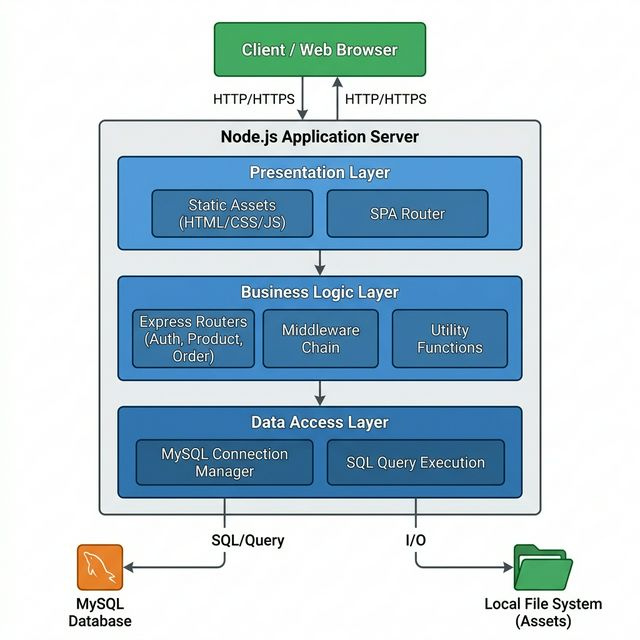 Client / Web Browser
HTTP/HTTPS
HTTP/HTTPS
Node.js Application Server
Presentation Layer
Static Assets
(HTML/CSS/JS)
SPA Router
Business Logic Layer
Express Routers
(Auth, Product,
Order)
Middleware
Chain
Utility
Functions
Data Access Layer
MySQL Connection
Manager
SQL Query Execution
SQL/Query
I/O
MySQL
Database
Local File System
(Assets)